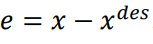 e = x − x^{des}